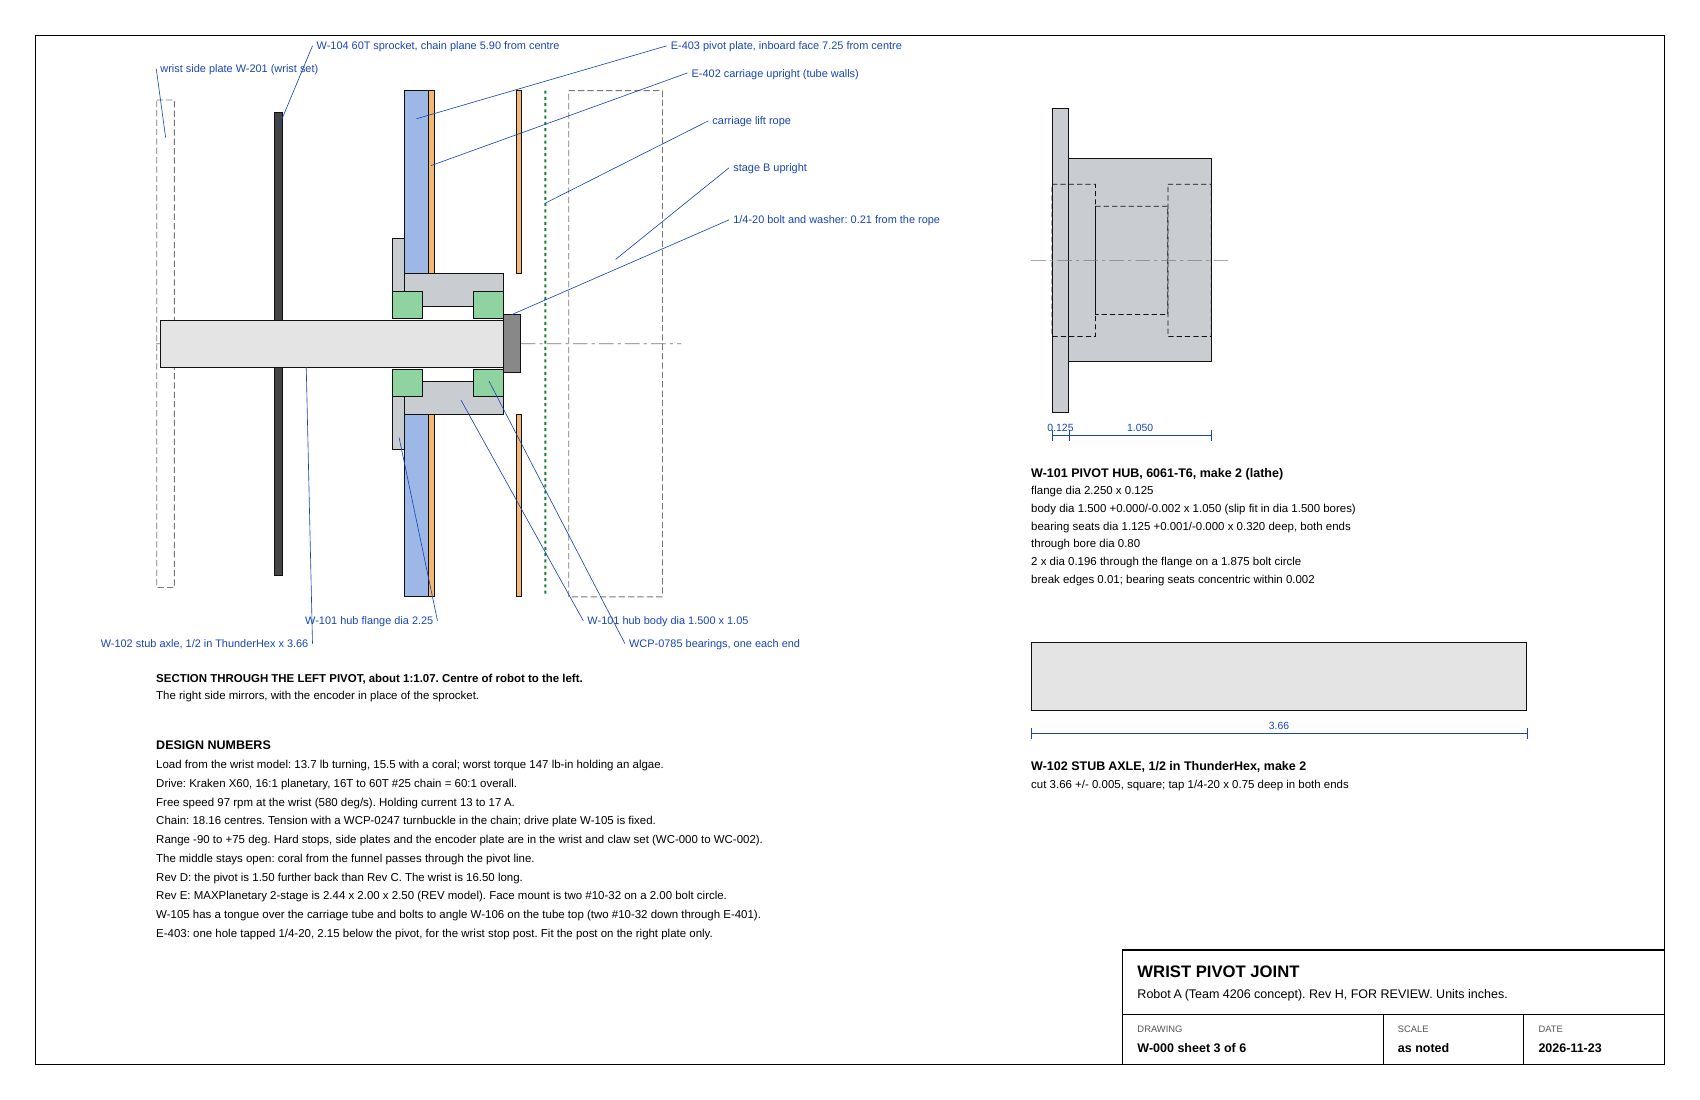 W-104 60T sprocket, chain plane 5.90 from centre
E-403 pivot plate, inboard face 7.25 from centre
wrist side plate W-201 (wrist set)
E-402 carriage upright (tube walls)
carriage lift rope
stage B upright
1/4-20 bolt and washer: 0.21 from the rope
W-101 hub flange dia 2.25
W-101 hub body dia 1.500 x 1.05
W-102 stub axle, 1/2 in ThunderHex x 3.66
WCP-0785 bearings, one each end
SECTION THROUGH THE LEFT PIVOT, about 1:1.07. Centre of robot to the left.
The right side mirrors, with the encoder in place of the sprocket.
DESIGN NUMBERS
Load from the wrist model: 13.7 lb turning, 15.5 with a coral; worst torque 147 lb-in holding an algae.
Drive: Kraken X60, 16:1 planetary, 16T to 60T #25 chain = 60:1 overall.
Free speed 97 rpm at the wrist (580 deg/s). Holding current 13 to 17 A.
Chain: 18.16 centres. Tension with a WCP-0247 turnbuckle in the chain; drive plate W-105 is fixed.
Range -90 to +75 deg. Hard stops, side plates and the encoder plate are in the wrist and claw set (WC-000 to WC-002).
The middle stays open: coral from the funnel passes through the pivot line.
Rev D: the pivot is 1.50 further back than Rev C. The wrist is 16.50 long.
Rev E: MAXPlanetary 2-stage is 2.44 x 2.00 x 2.50 (REV model). Face mount is two #10-32 on a 2.00 bolt circle.
W-105 has a tongue over the carriage tube and bolts to angle W-106 on the tube top (two #10-32 down through E-401).
E-403: one hole tapped 1/4-20, 2.15 below the pivot, for the wrist stop post. Fit the post on the right plate only.
0.125
1.050
W-101 PIVOT HUB, 6061-T6, make 2 (lathe)
flange dia 2.250 x 0.125
body dia 1.500 +0.000/-0.002 x 1.050 (slip fit in dia 1.500 bores)
bearing seats dia 1.125 +0.001/-0.000 x 0.320 deep, both ends
through bore dia 0.80
2 x dia 0.196 through the flange on a 1.875 bolt circle
break edges 0.01; bearing seats concentric within 0.002
3.66
W-102 STUB AXLE, 1/2 in ThunderHex, make 2
cut 3.66 +/- 0.005, square; tap 1/4-20 x 0.75 deep in both ends
WRIST PIVOT JOINT
Robot A (Team 4206 concept). Rev H, FOR REVIEW. Units inches.
DRAWING
W-000 sheet 3 of 6
SCALE
as noted
DATE
2026-11-23